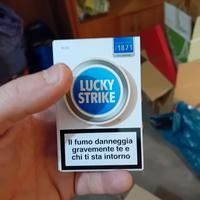 1871
LUCKY
STRIKE
Il fumo danneggia
gravemente te e
chi ti sta intorno